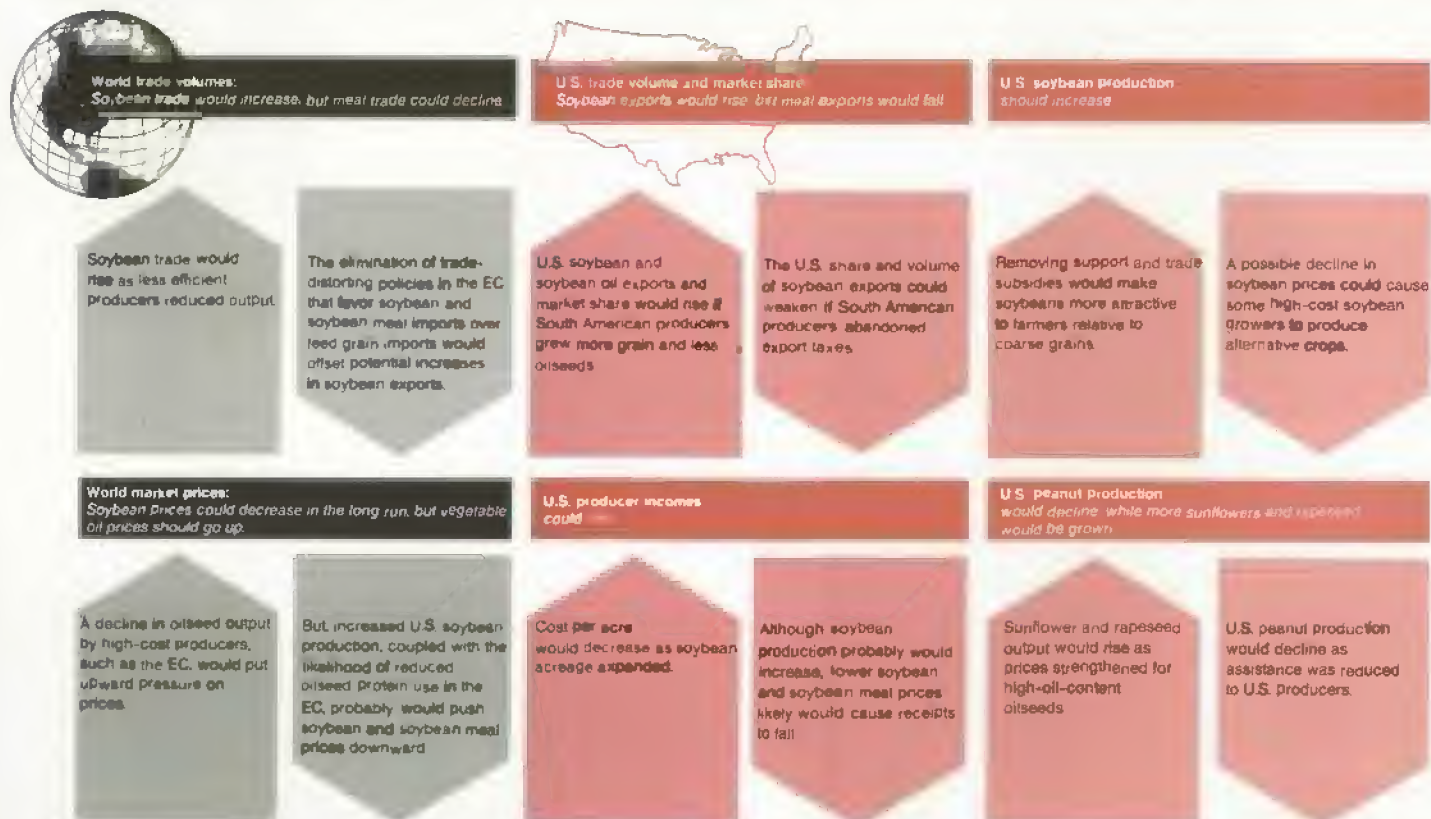 World trade volumes:
Soybean trade would increase, but meal trade could decline
U.S. trade volume and market share
Soybean exports would rise but meal exports would fall
U S soybean production
should increase
Soybean trade would
rise as less efficient
producers reduced output
The elimination of trade-
distorting policies in the EC
that favor soybean and
soybean meal imports over
feed grain imports would
offset potential increases
in soybean exports.
U.S. soybean and
soybean oil exports and
market share would rise if
South American producers
grew more grain and less
oilseeds
The U.S. share and volume
of soybean exports could
weaken if South American
producers abandoned
export taxes
Removing support and trade
subsidies would make
soybeans more attractive
to farmers relative to
coarse grains
A possible decline in
soybean prices could cause
some high-cost soybean
growers to produce
alternative crops.
World market prices:
Soybean Prices could decrease in the long run, but vegetable
oil prices should go up.
U.S. producer incomes
could
U S peanut production
would decline while more sunflowers and rapeseed
would be grown
A decline in oilseed output
by high-cost producers,
such as the EC, would put
upward pressure on
prices
But, increased U.S. soybean
production, coupled with the
likelihood of reduced
oilseed protein use in the
EC, probably would push
soybean and soybean meal
prices downward
Cost per acre
would decrease as soybean
acreage expanded.
Although soybean
production probably would
increase, lower soybean
and soybean meal prices
likely would cause receipts
to fall
Sunflower and rapeseed
output would rise as
prices strengthened for
high-oil-content
oilseeds
U.S. peanut production
would decline as
assistance was reduced
to U.S. producers.